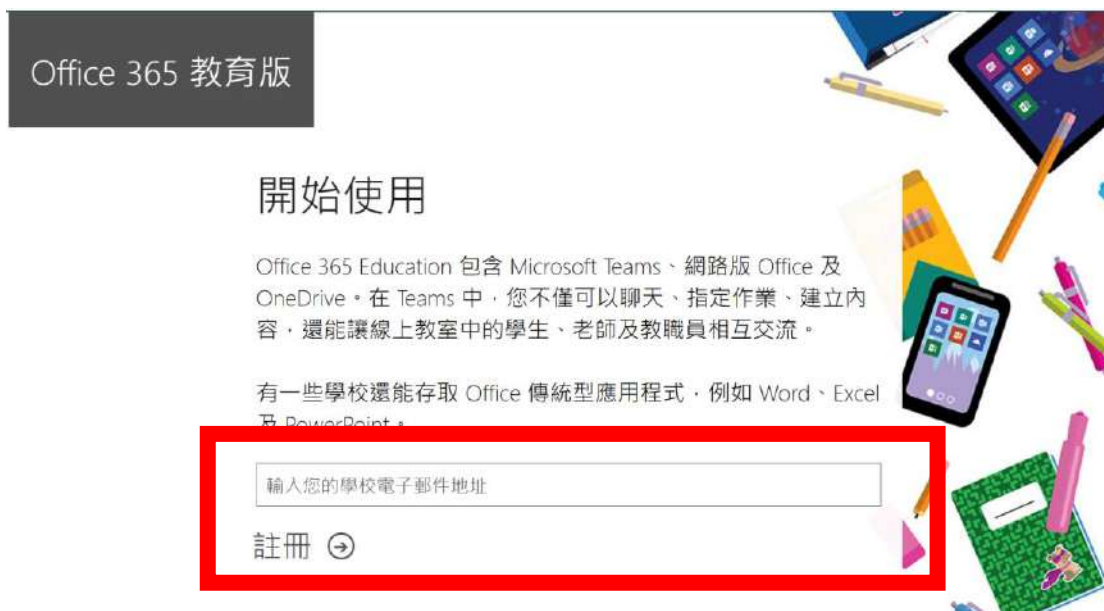 Office 365 教育版
開始使用
Office 365 Education 包含 Microsoft Teams、網路版 Office 及
OneDrive。在 Teams 中，您不僅可以聊天、指定作業、建立內
容，還能讓線上教室中的學生、老師及教職員相互交流。
有一些學校還能存取 Office 傳統型應用程式，例如 Word、Excel
及 PowerPoint。
輸入您的學校電子郵件地址
註冊